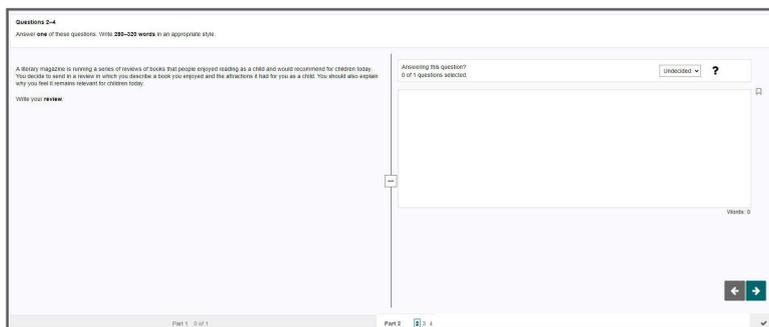 Questions 2–4
Answer one of these questions. Write 280–320 words in an appropriate style.
A literary magazine is running a series of reviews of books that people enjoyed reading as a child and would recommend for children today.
You decide to send in a review in which you describe a book you enjoyed and the attractions it had for you as a child. You should also explain
why you feel it remains relevant for children today.
Write your review.
Answering this question?
0 of 1 questions selected
Undecided
?
Words: 0
Part 1 0 of 1
Part 2 2 3 4